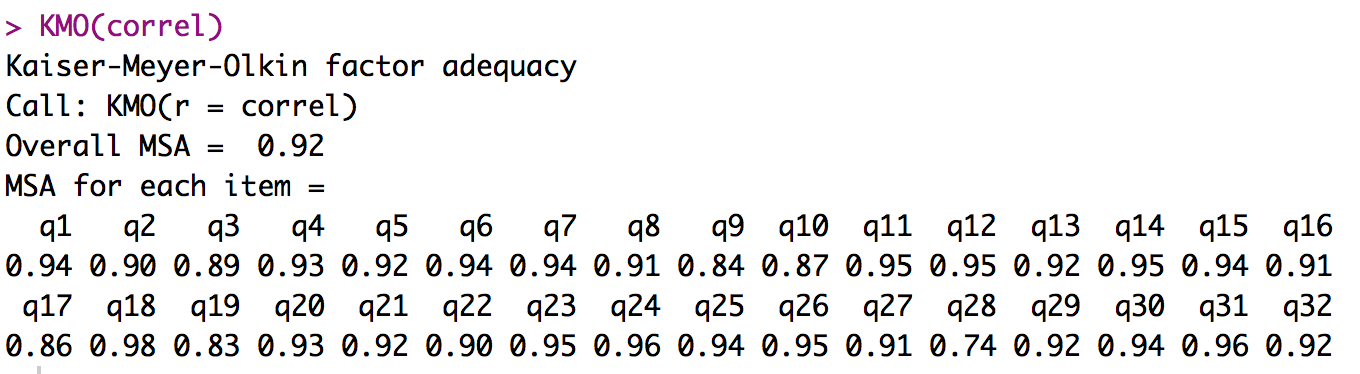 > KMO(correl)
Kaiser-Meyer-Olkin factor adequacy
Call: KMO(r = correl)
Overall MSA =  0.92
MSA for each item =
  q1   q2   q3   q4   q5   q6   q7   q8   q9  q10  q11  q12  q13  q14  q15  q16
0.94 0.90 0.89 0.93 0.92 0.94 0.94 0.91 0.84 0.87 0.95 0.95 0.92 0.95 0.94 0.91
 q17  q18  q19  q20  q21  q22  q23  q24  q25  q26  q27  q28  q29  q30  q31  q32
0.86 0.98 0.83 0.93 0.92 0.90 0.95 0.96 0.94 0.95 0.91 0.74 0.92 0.94 0.96 0.92